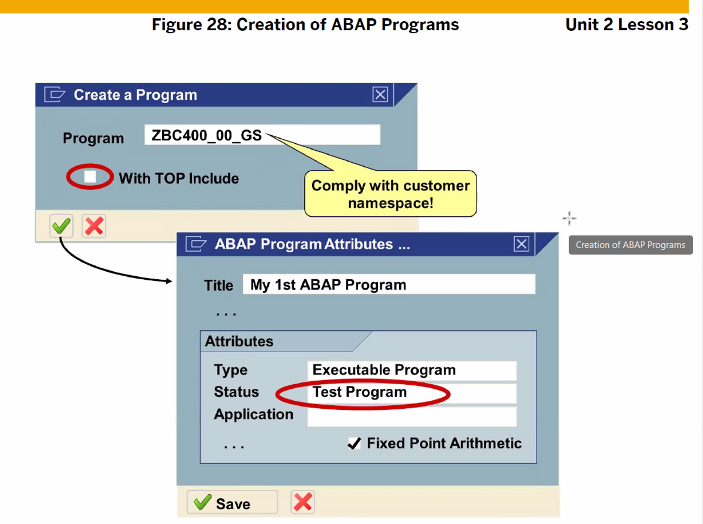 Figure 28: Creation of ABAP Programs
Unit 2 Lesson 3
Create a Program
Program ZBC400_00_GS
With TOP Include
Comply with customer
namespace!
Creation of ABAP Programs
ABAP Program Attributes ...
Title My 1st ABAP Program
...
Attributes
Type Executable Program
Status Test Program
Application
... Fixed Point Arithmetic
Save